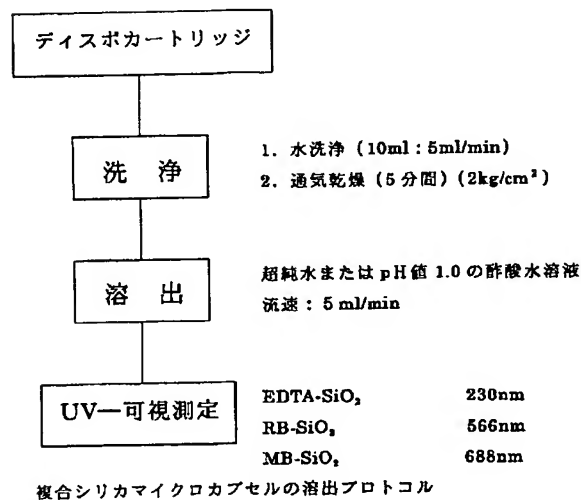 ディスポカートリッジ
洗 浄
1. 水洗浄 (10ml : 5ml/min)
2. 通気乾燥 (5分間) (2kg/cm²)
溶 出
超純水または pH値 1.0 の酢酸水溶液
流速 : 5 ml/min
UV—可視測定
EDTA-SiO₂ 230nm
RB-SiO₂ 566nm
MB-SiO₂ 688nm
複合シリカマイクロカプセルの溶出プロトコル